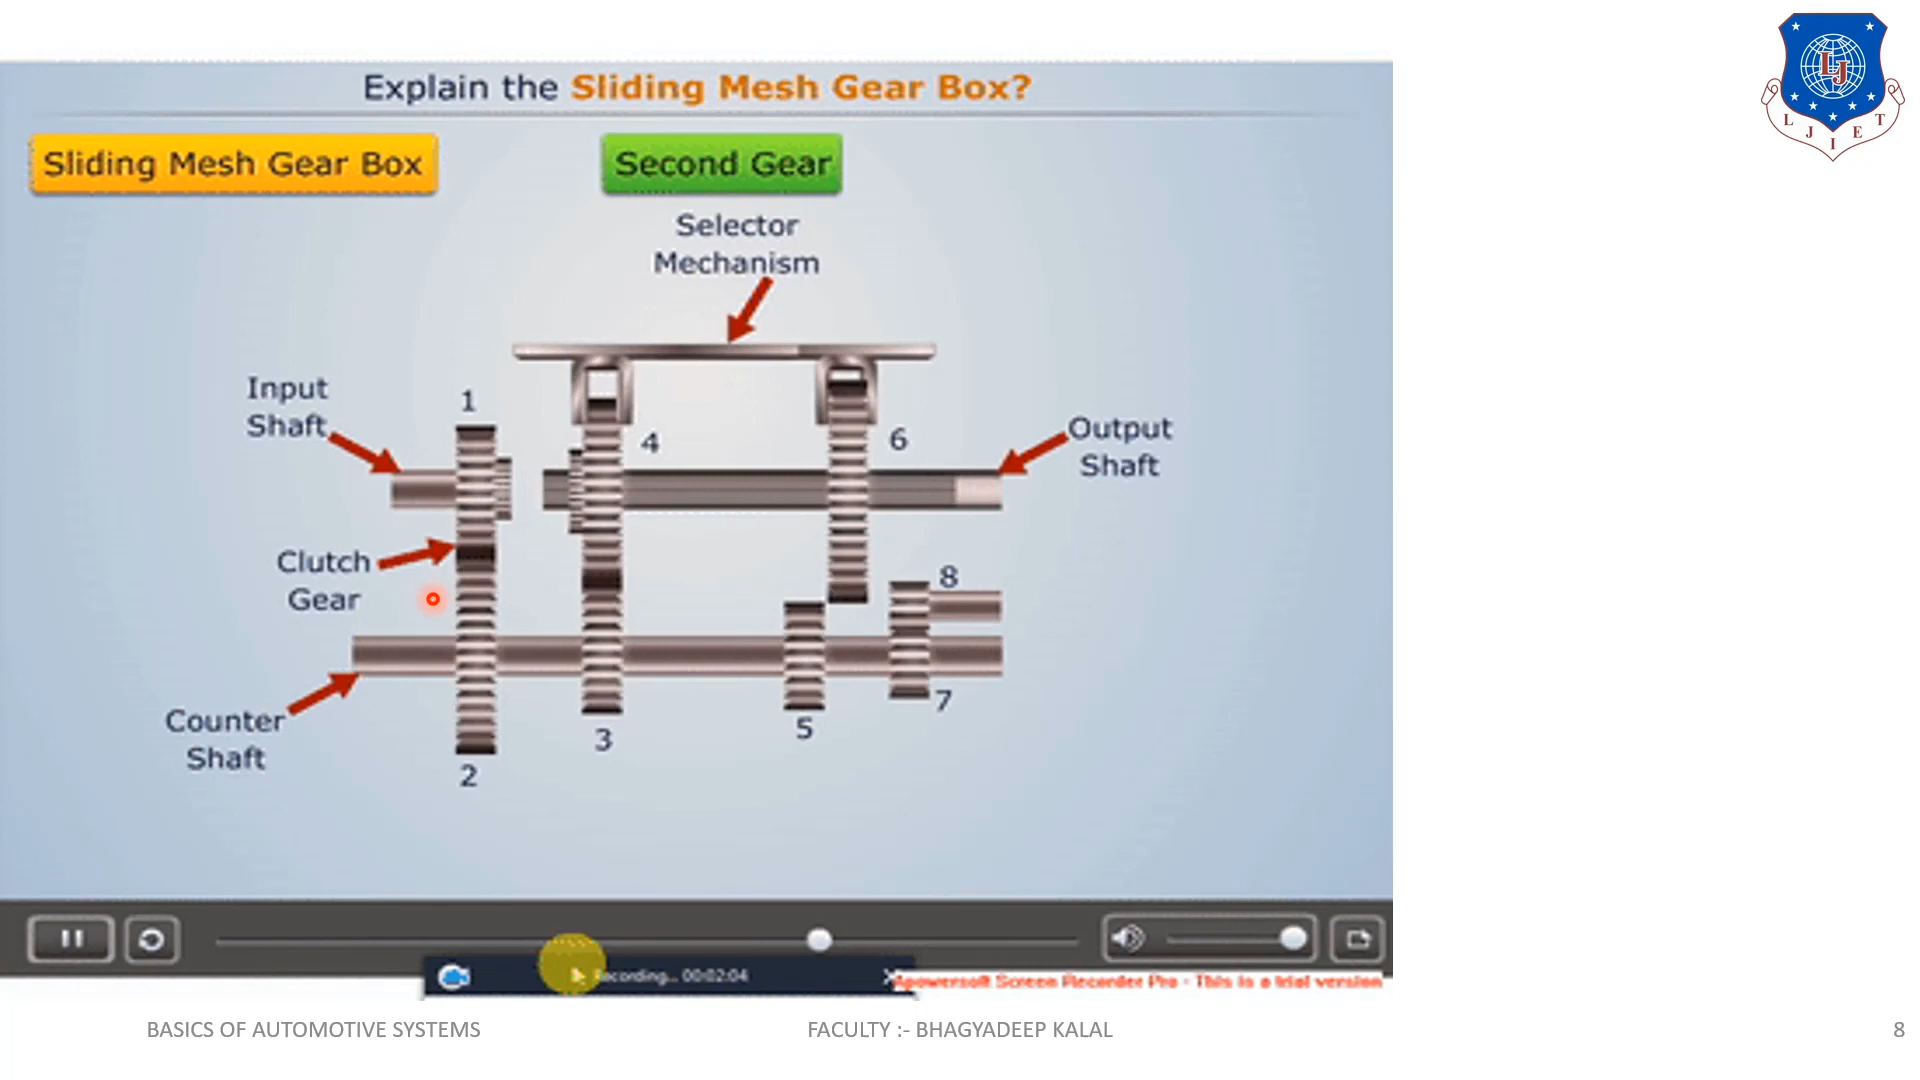 Explain the Sliding Mesh Gear Box?
Sliding Mesh Gear Box
Second Gear
Selector
Mechanism
Input
Shaft
1
4
6
Output
Shaft
Clutch
Gear
8
Counter
Shaft
7
5
3
2
Recording... 00:02:04
Apowersoft Screen Recorder Pro - This is a trial version
LJ
L J I E T
BASICS OF AUTOMOTIVE SYSTEMS
FACULTY :- BHAGYADEEP KALAL
8